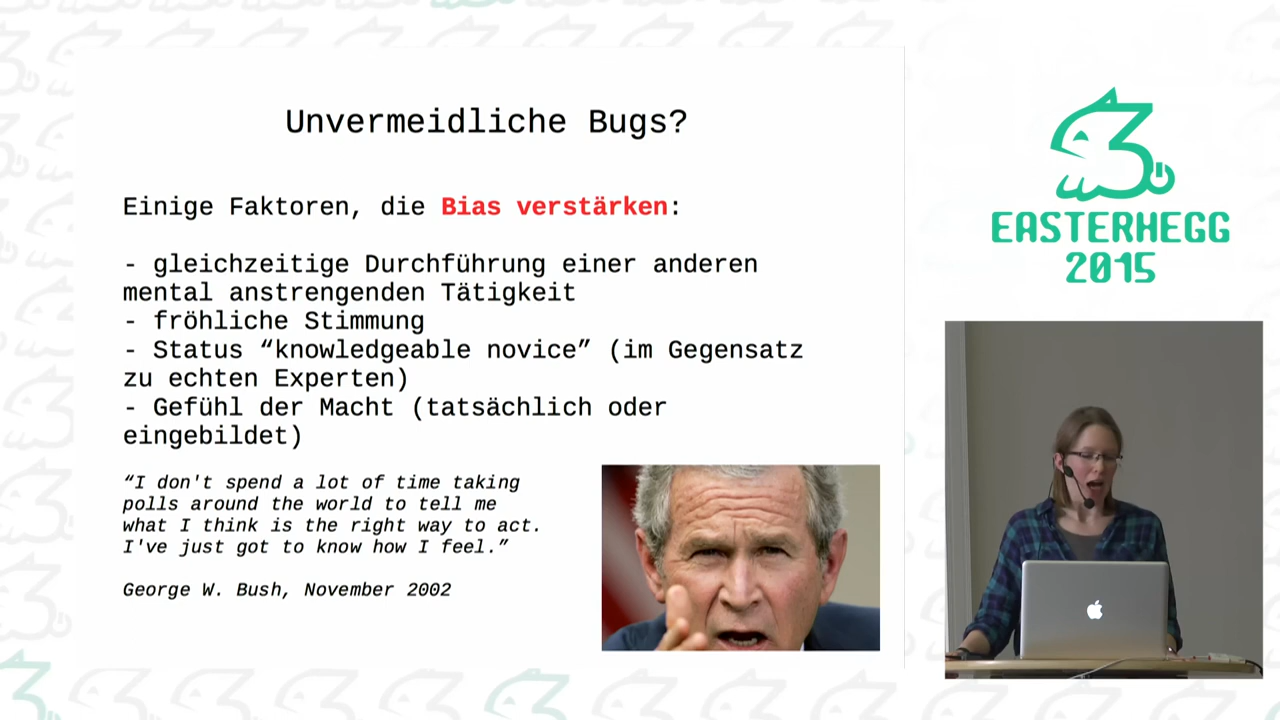 Unvermeidliche Bugs?
Einige Faktoren, die Bias verstärken:
- gleichzeitige Durchführung einer anderen
mental anstrengenden Tätigkeit
- fröhliche Stimmung
- Status “knowledgeable novice” (im Gegensatz
zu echten Experten)
- Gefühl der Macht (tatsächlich oder
eingebildet)
“I don't spend a lot of time taking
polls around the world to tell me
what I think is the right way to act.
I've just got to know how I feel.”
George W. Bush, November 2002
EASTERHEGG
2015